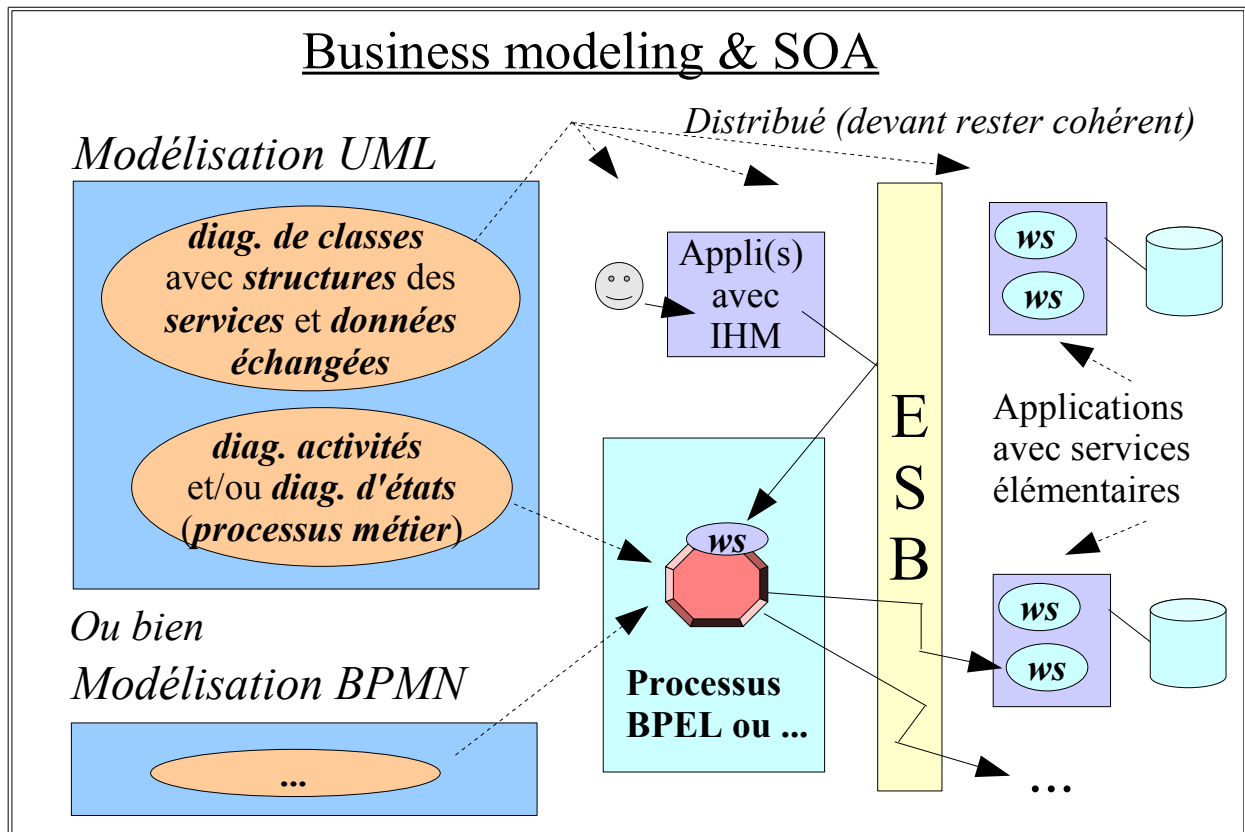 Business modeling & SOA
Distribué (devant rester cohérent)
Modélisation UML
diag. de classes
avec structures des
services et données
échangées
diag. activités
et/ou diag. d'états
(processus métier)
Ou bien
Modélisation BPMN
...
Appli(s)
avec
IHM
ws
Processus
BPEL ou ...
E
S
B
ws
ws
Applications
avec services
élémentaires
ws
ws
...